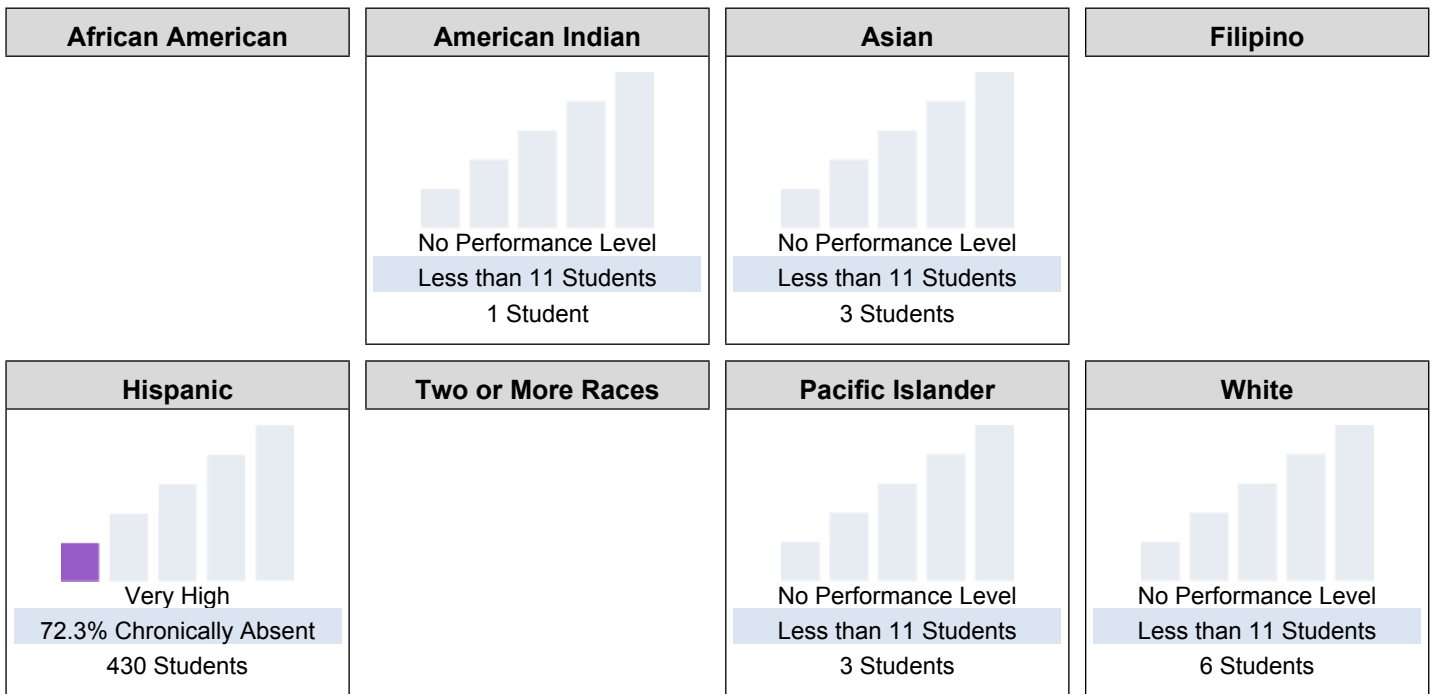 African American
American Indian
Asian
Filipino
No Performance Level
Less than 11 Students
1 Student
No Performance Level
Less than 11 Students
3 Students
Hispanic
Two or More Races
Pacific Islander
White
Very High
72.3% Chronically Absent
430 Students
No Performance Level
Less than 11 Students
3 Students
No Performance Level
Less than 11 Students
6 Students